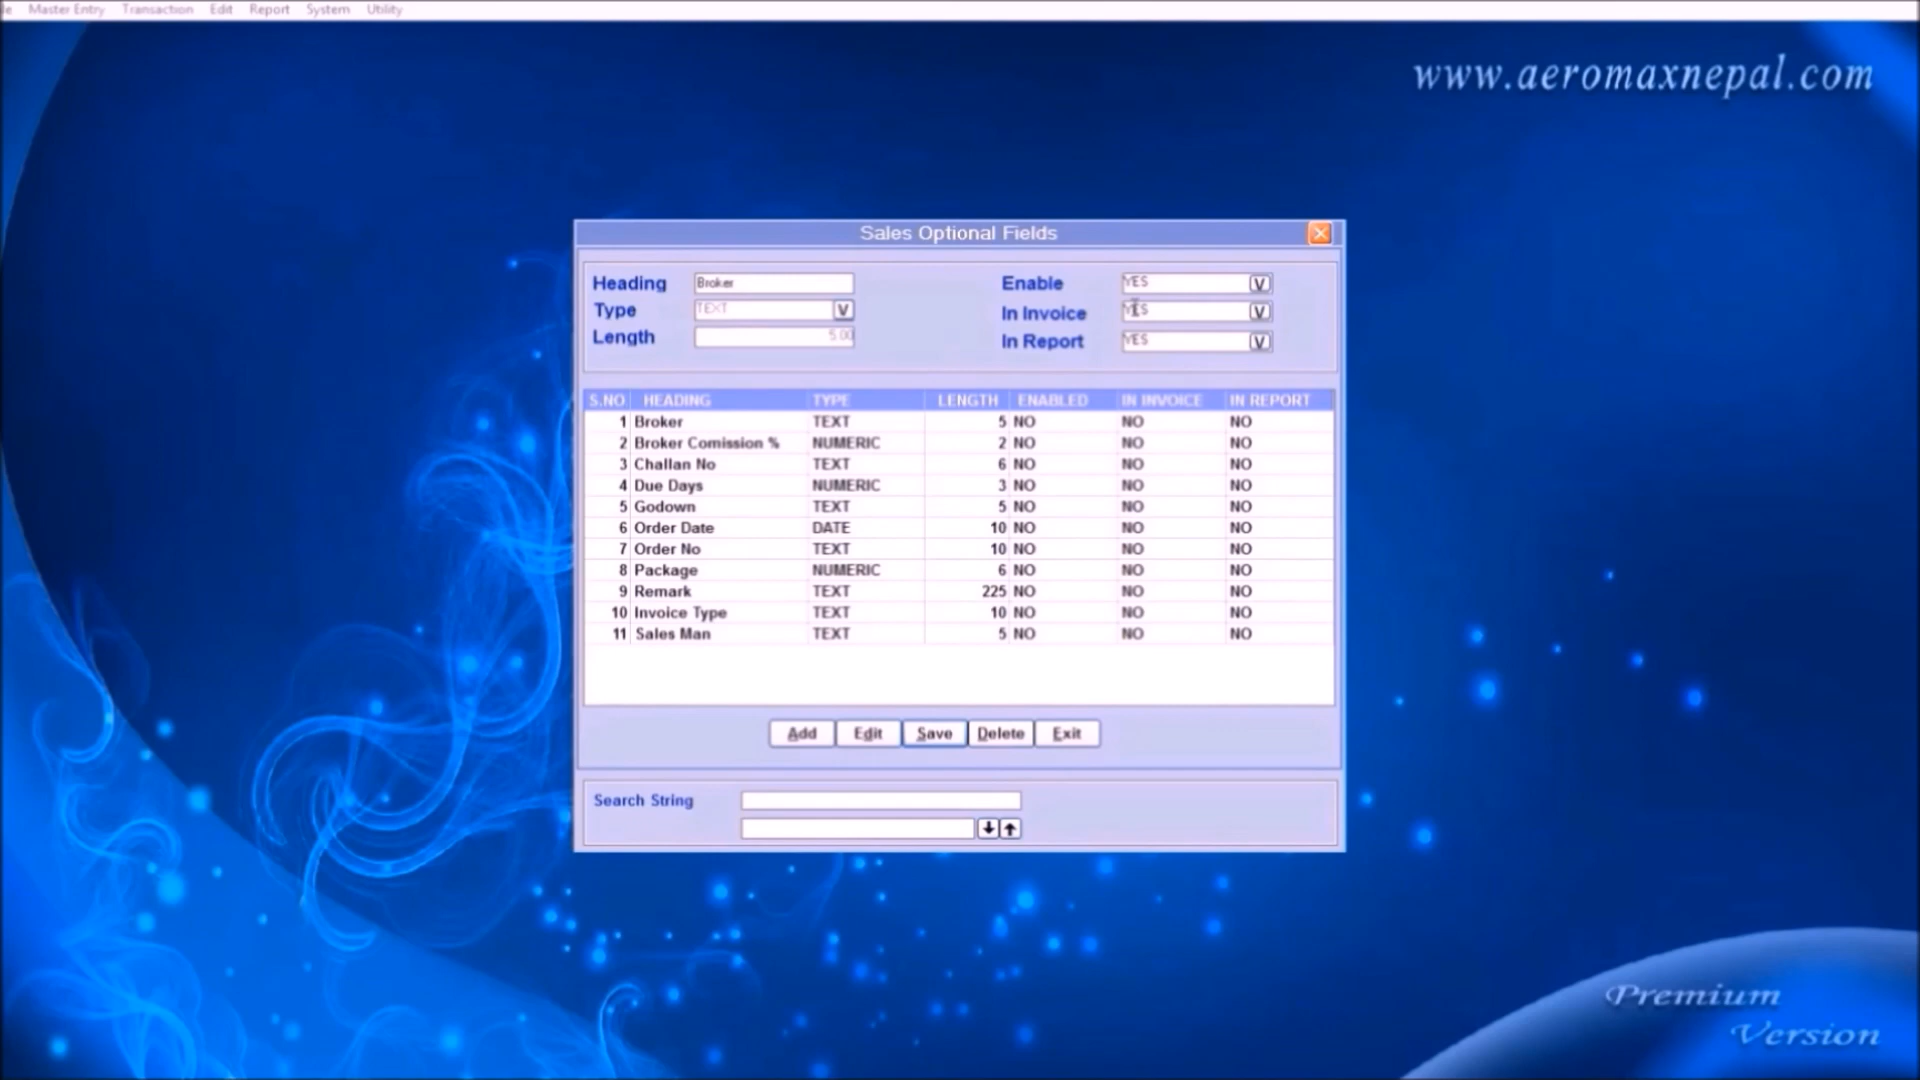 Master Entry Transaction Edit Report System Utility
www.aeromaxnepal.com
Sales Optional Fields
Heading Broker Enable YES V
Type TEXT V In Invoice YES V
Length 5.00 In Report YES V
S.NO HEADING TYPE LENGTH ENABLED IN INVOICE IN REPORT
1 Broker TEXT 5 NO NO NO
2 Broker Comission % NUMERIC 2 NO NO NO
3 Challan No TEXT 6 NO NO NO
4 Due Days NUMERIC 3 NO NO NO
5 Godown TEXT 5 NO NO NO
6 Order Date DATE 10 NO NO NO
7 Order No TEXT 10 NO NO NO
8 Package NUMERIC 6 NO NO NO
9 Remark TEXT 225 NO NO NO
10 Invoice Type TEXT 10 NO NO NO
11 Sales Man TEXT 5 NO NO NO
Add Edit Save Delete Exit
Search String
Premium
Version